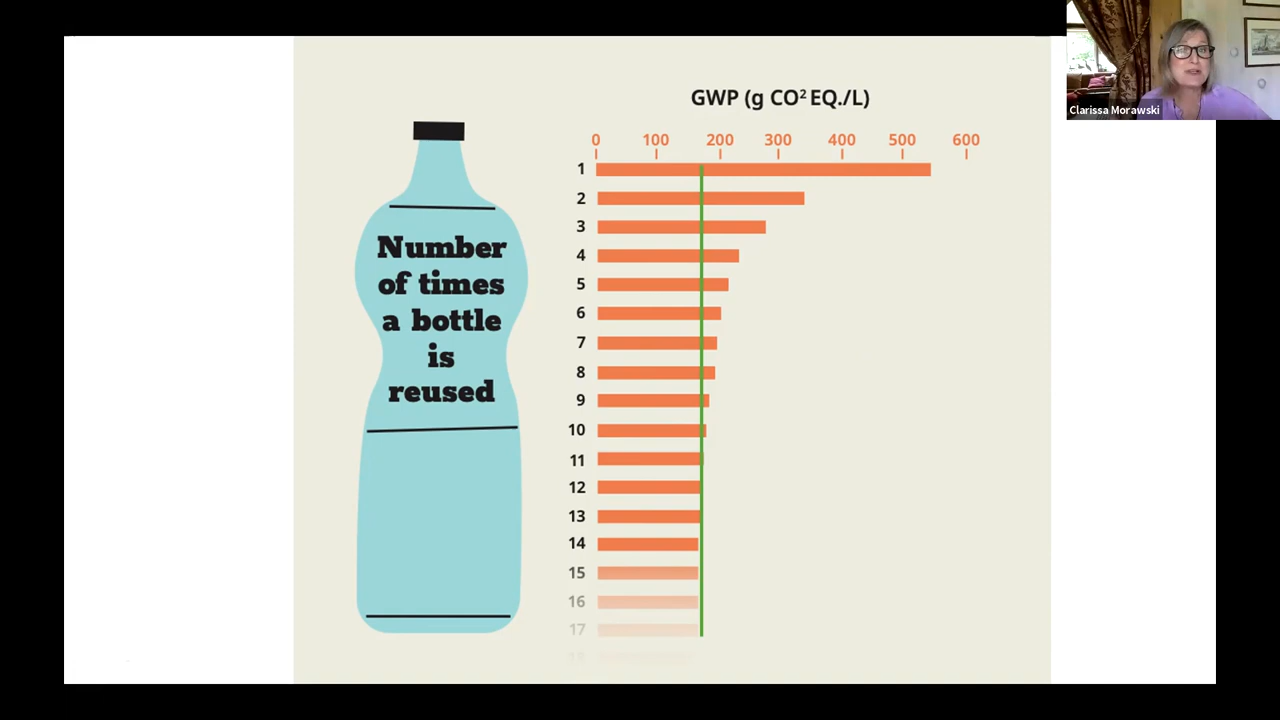 Clarissa Morawski
GWP (g CO² EQ./L)
0 100 200 300 400 500 600
Number
of times
a bottle
is
reused
1
2
3
4
5
6
7
8
9
10
11
12
13
14
15
16
17
18